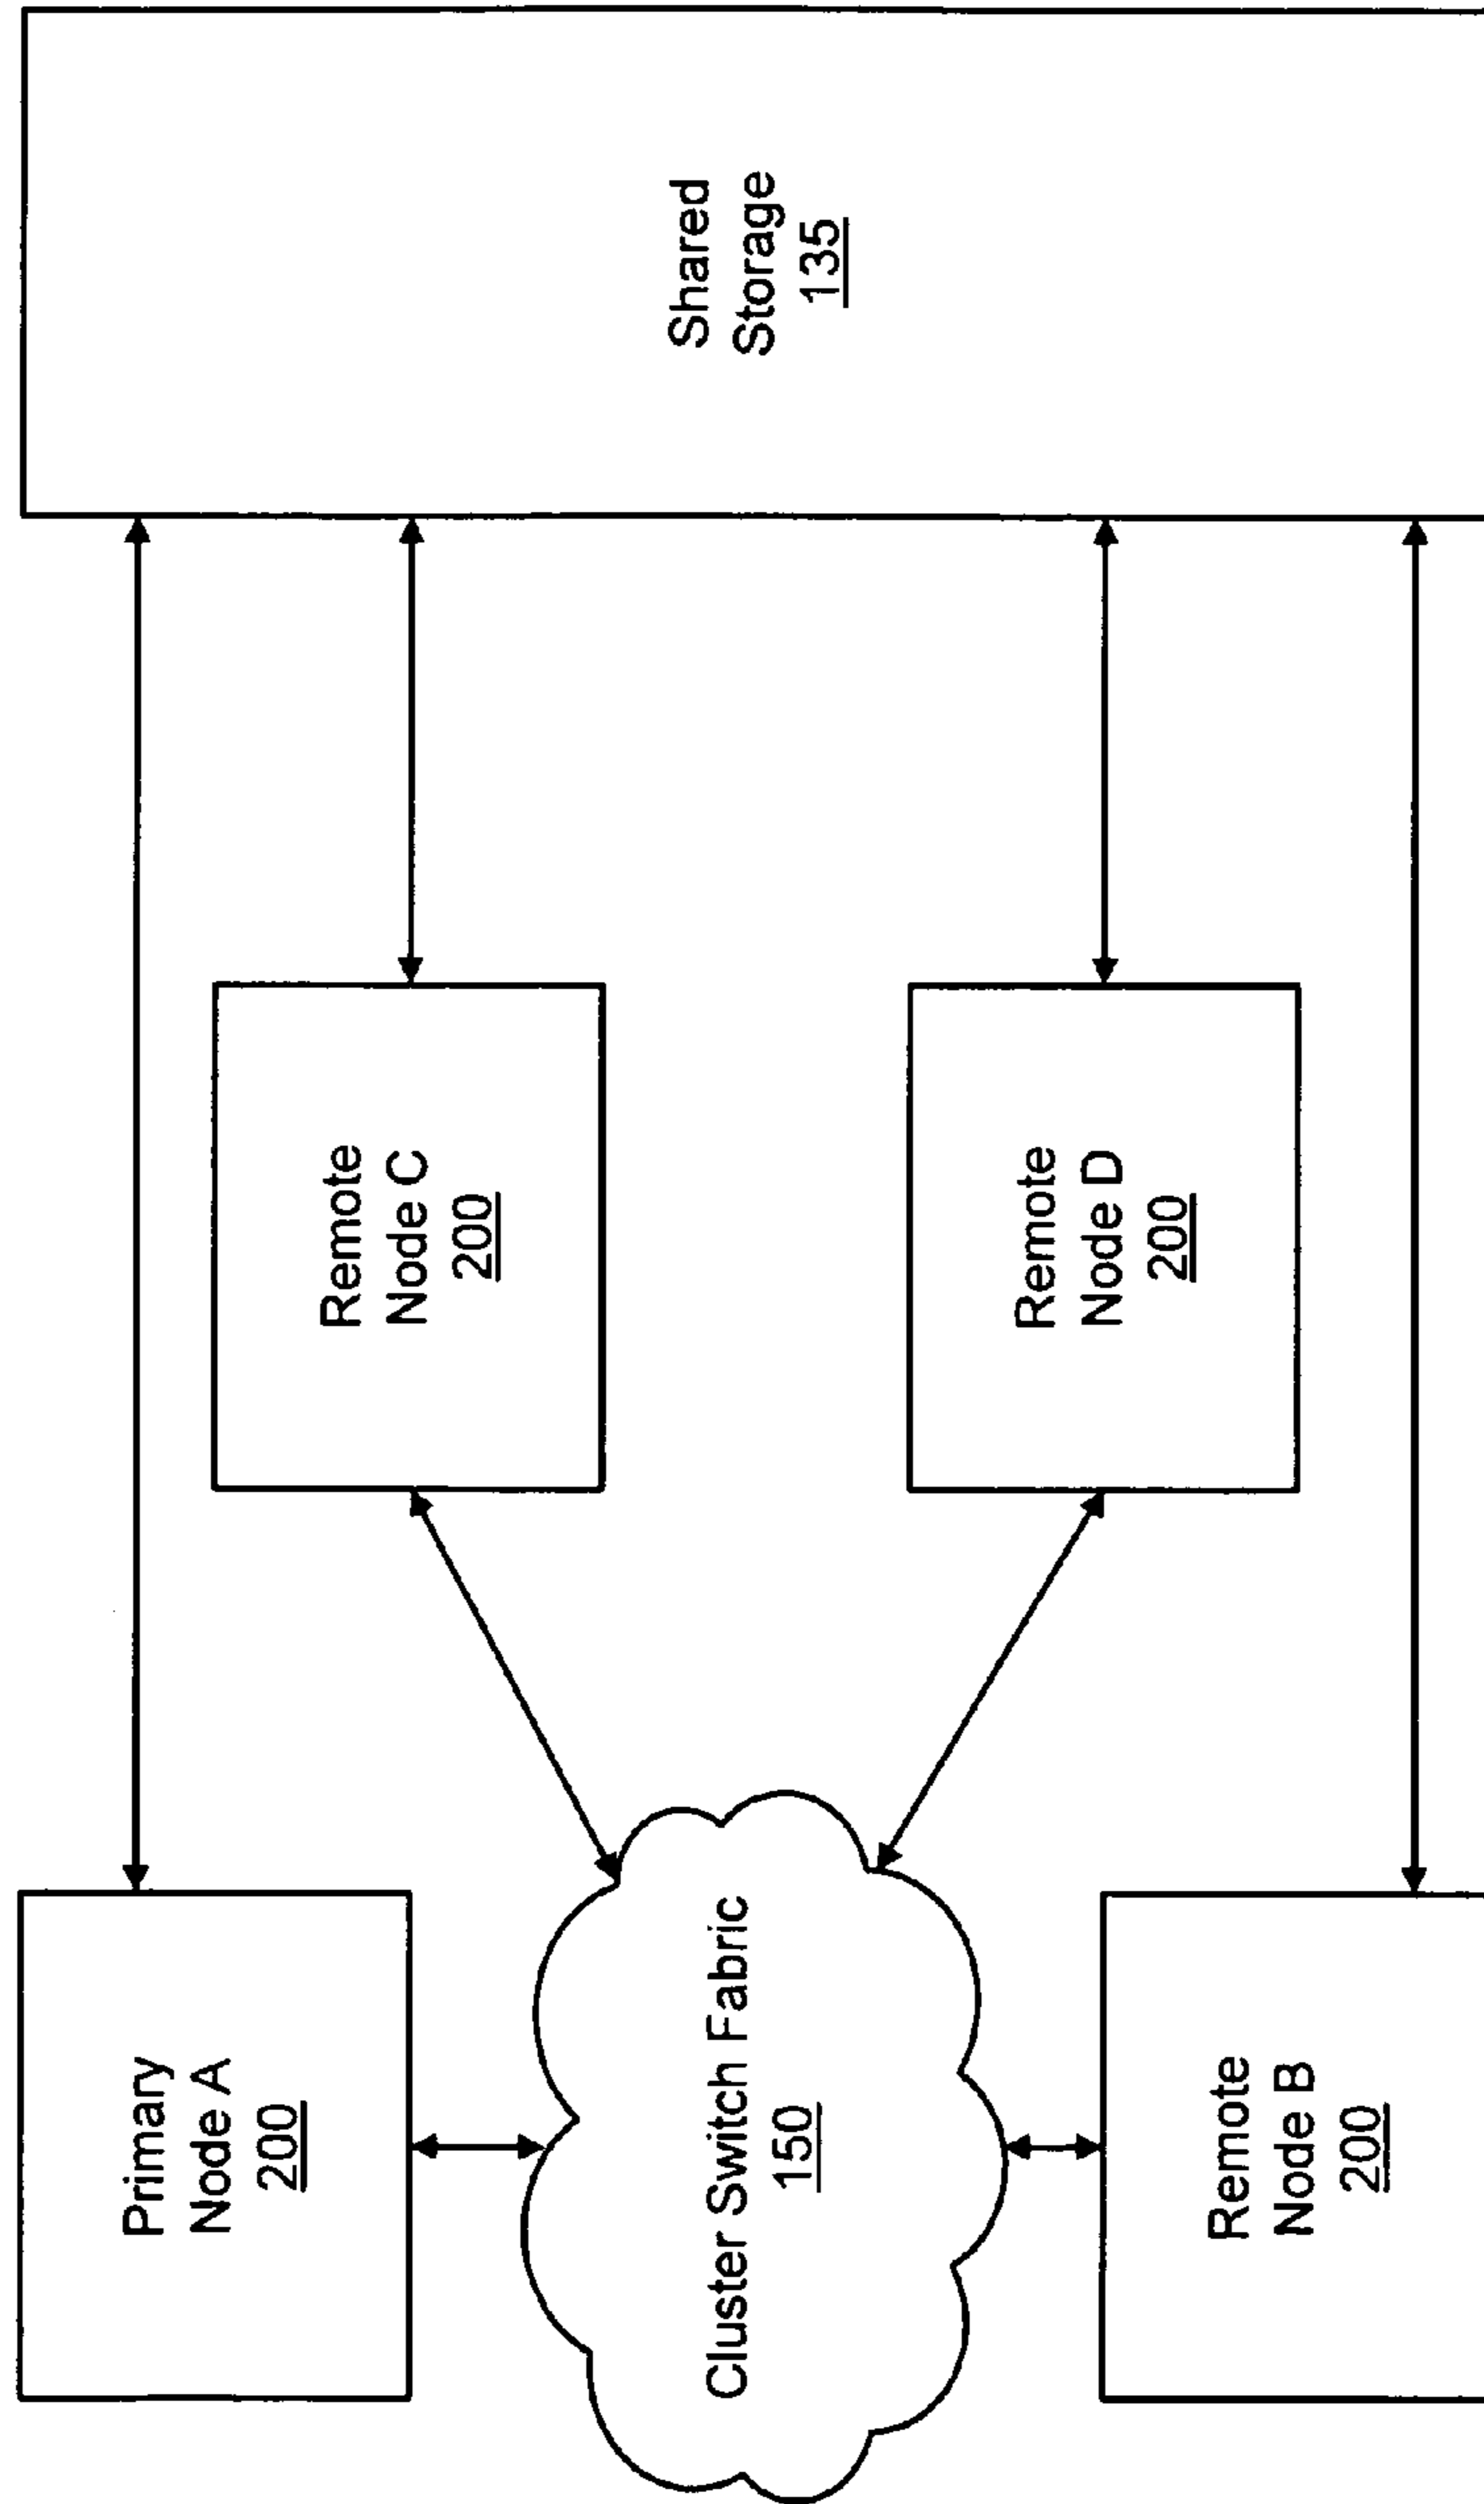 Primary
Node A
200
Cluster Switch Fabric
150
Remote
Node B
200
Remote
Node C
200
Remote
Node D
200
Shared
Storage
135